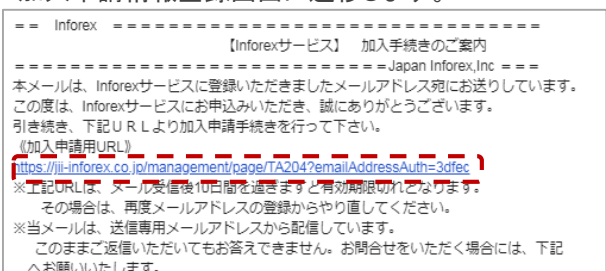 == Inforex ================================
【Inforexサービス】 加入手続きのご案内
============================Japan Inforex,Inc ===
本メールは、Inforexサービスに登録いただきましたメールアドレス宛にお送りしています。
この度は、Inforexサービスにお申込みいただき、誠にありがとうございます。
引き続き、下記URLより加入申請手続きを行って下さい。
《加入申請用URL》
https://jii-inforex.co.jp/management/page/TA204?emailAddressAuth=3dfec
※上記URLは、メール受信後10日間を過ぎますと有効期限切れとなります。
その場合は、再度メールアドレスの登録からやり直してください。
※当メールは、送信専用メールアドレスから配信しています。
このままご返信いただいてもお答えできません。お問合せをいただく場合には、下記
へお願いいたします。